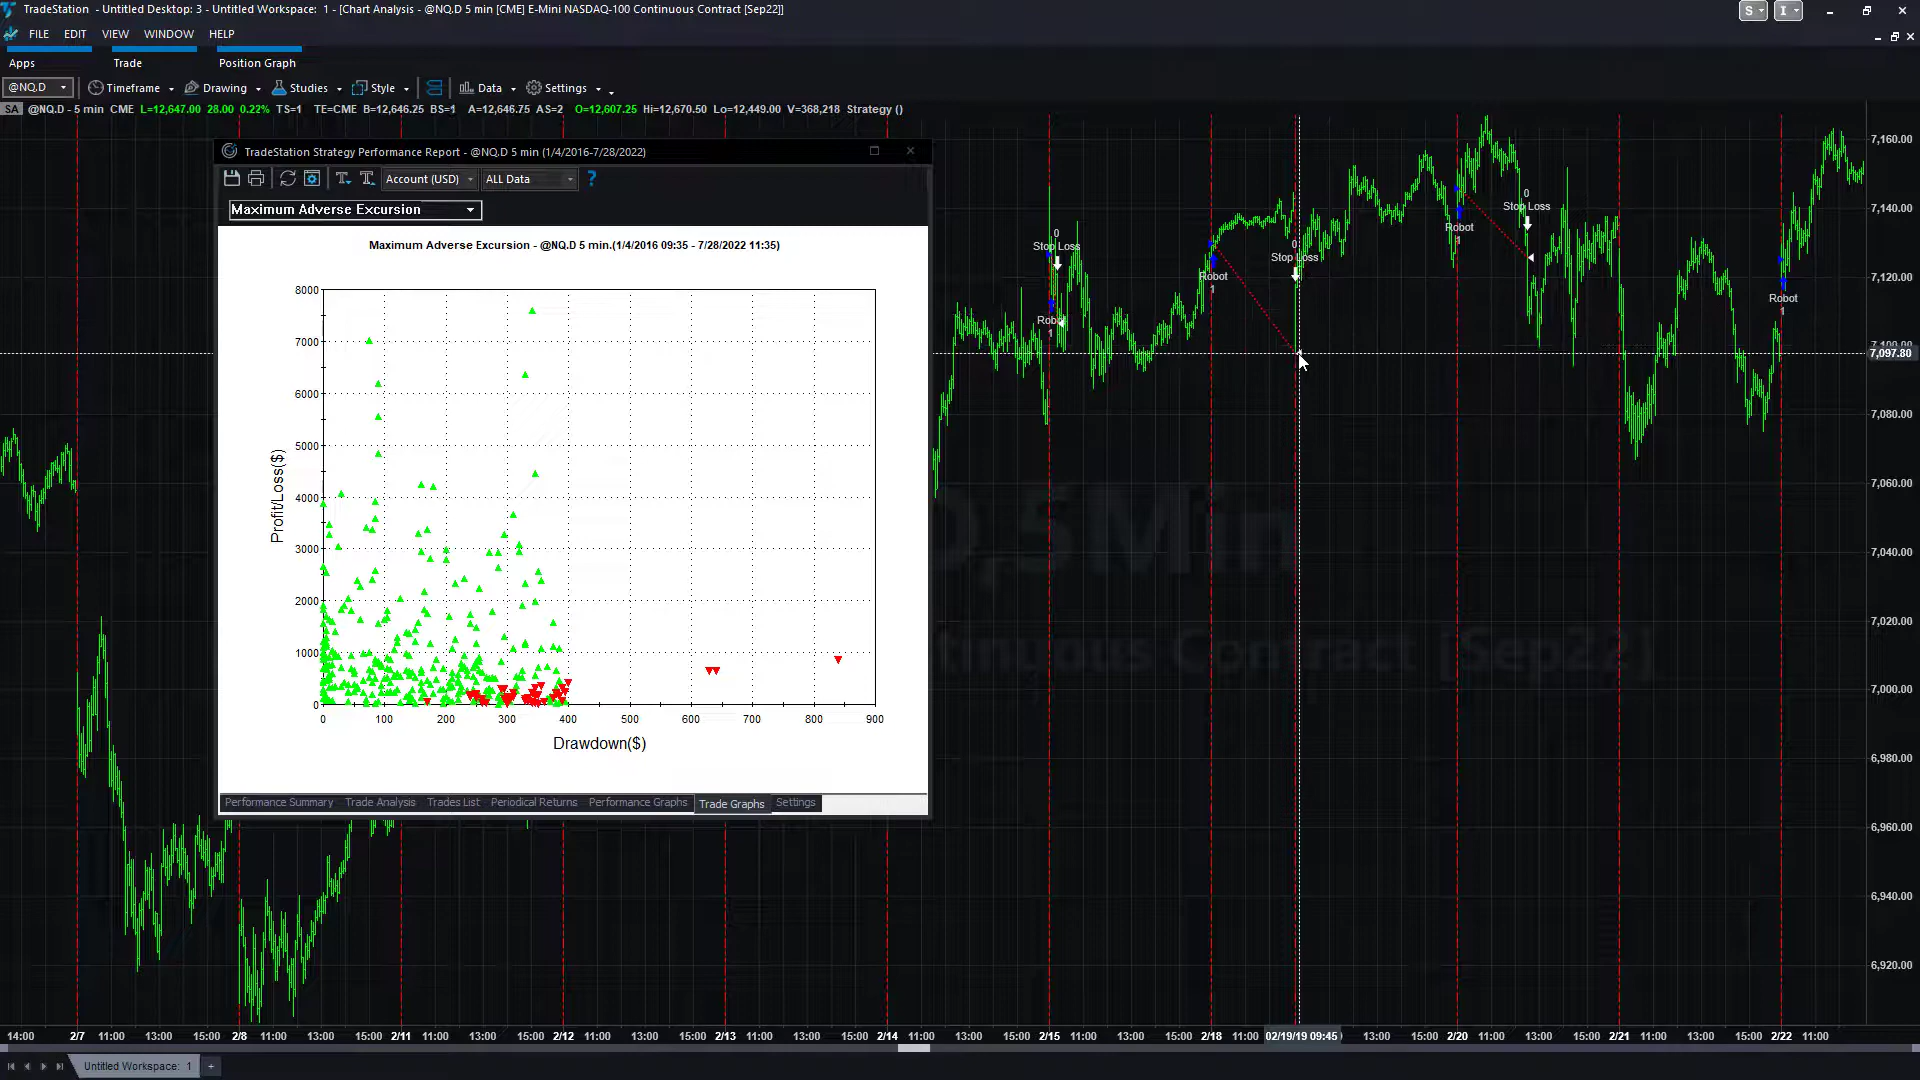 TradeStation - Untitled Desktop: 3 - Untitled Workspace: 1 - [Chart Analysis - @NQ.D 5 min [CME] E-Mini NASDAQ-100 Continuous Contract [Sep22]]
S
I
FILE EDIT VIEW WINDOW HELP
Apps Trade Position Graph
@NQ.D Timeframe Drawing Studies Style Data Settings
SA @NQ.D - 5 min CME L=12,647.00 28.00 0.22% TS=1 TE=CME B=12,646.25 BS=1 A=12,646.75 AS=2 O=12,607.25 Hi=12,670.50 Lo=12,449.00 V=368,218 Strategy ()
TradeStation Strategy Performance Report - @NQ.D 5 min (1/4/2016-7/28/2022)
Account (USD) ALL Data ?
Maximum Adverse Excursion
Maximum Adverse Excursion - @NQ.D 5 min.(1/4/2016 09:35 - 7/28/2022 11:35)
8000
7000
6000
5000
4000
3000
2000
1000
0
Profit/Loss($)
0 100 200 300 400 500 600 700 800 900
Drawdown($)
Performance Summary Trade Analysis Trades List Periodical Returns Performance Graphs Trade Graphs Settings
0
Stop Loss
Robot
1
Robot
1
0
Stop Loss
Robot
1
0
Stop Loss
Robot
1
5 Min
Contract [Sep22]
7,160.00
7,140.00
7,120.00
7,100.00
7,097.80
7,080.00
7,060.00
7,040.00
7,020.00
7,000.00
6,980.00
6,960.00
6,940.00
6,920.00
14:00 2/7 11:00 13:00 15:00 2/8 11:00 13:00 15:00 2/11 11:00 13:00 15:00 2/12 11:00 13:00 15:00 2/13 11:00 13:00 15:00 2/14 11:00 13:00 15:00 2/15 11:00 13:00 15:00 2/18 11:00 02/19/19 09:45 13:00 15:00 2/20 11:00 13:00 15:00 2/21 11:00 13:00 15:00 2/22 11:00
Untitled Workspace: 1 +